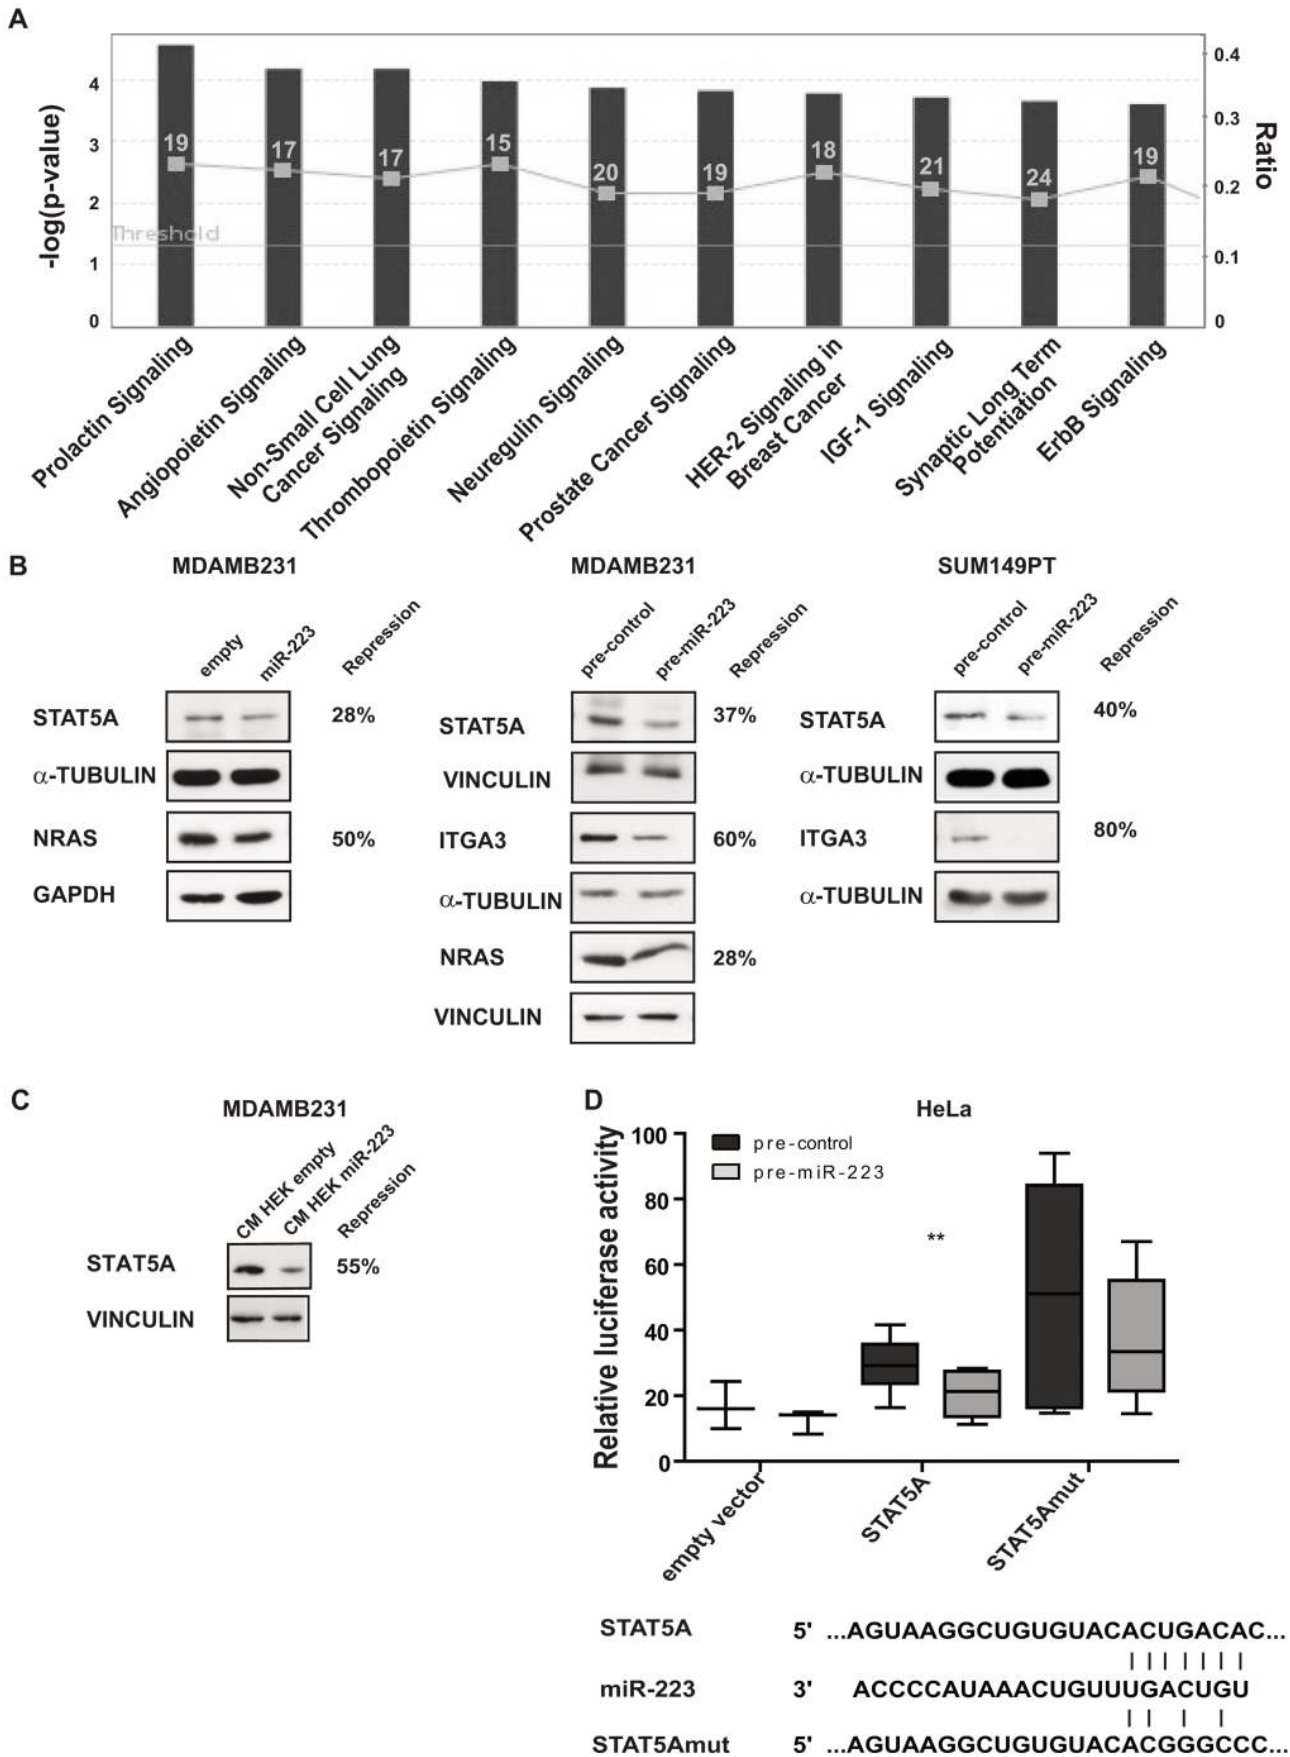 A
-log(p-value)
4
3
2
1
0
0.4
0.3
0.2
0.1
0
Ratio
Threshold
19
17
17
15
20
19
18
21
24
19
Prolactin Signaling
Angiopoietin Signaling
Non-Small Cell Lung
Cancer Signaling
Thrombopoietin Signaling
Neuregulin Signaling
Prostate Cancer Signaling
HER-2 Signaling in
Breast Cancer
IGF-1 Signaling
Synaptic Long Term
Potentiation
ErbB Signaling
B
MDAMB231
empty
miR-223
Repression
STAT5A
28%
α-TUBULIN
NRAS
50%
GAPDH
MDAMB231
pre-control
pre-miR-223
Repression
STAT5A
37%
VINCULIN
ITGA3
60%
α-TUBULIN
NRAS
28%
VINCULIN
SUM149PT
pre-control
pre-miR-223
Repression
STAT5A
40%
α-TUBULIN
ITGA3
80%
α-TUBULIN
C
MDAMB231
CM HEK empty
CM HEK miR-223
Repression
STAT5A
55%
VINCULIN
D
HeLa
Relative luciferase activity
100
80
60
40
20
0
pre-control
pre-miR-223
**
empty vector
STAT5A
STAT5Amut
STAT5A 5' ...AGUAAGGCUGUGUACACUGACAC...
miR-223 3' ACCCCAUAAACUGUUUGACUGU
STAT5Amut 5' ...AGUAAGGCUGUGUACACGGGCCC...